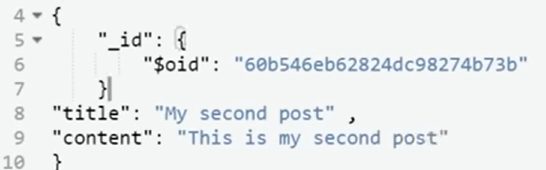 4 {
5 "_id": {
6 "$oid": "60b546eb62824dc98274b73b"
7 }
8 "title": "My second post" ,
9 "content": "This is my second post"
10 }